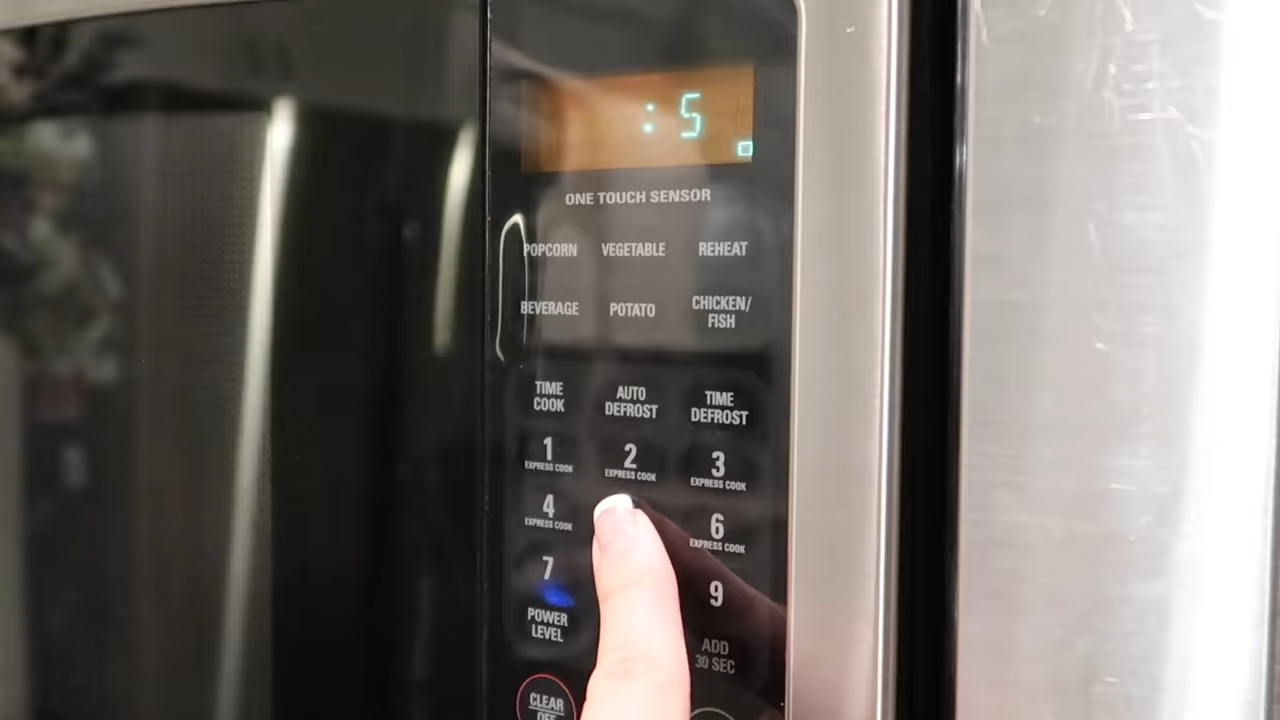 : 5
ONE TOUCH SENSOR
POPCORN VEGETABLE REHEAT
BEVERAGE POTATO CHICKEN/
FISH
TIME COOK
AUTO DEFROST
TIME DEFROST
1 2 3
EXPRESS COOK EXPRESS COOK EXPRESS COOK
4 6
EXPRESS COOK EXPRESS COOK
7 9
POWER LEVEL
ADD 30 SEC
CLEAR
OFF